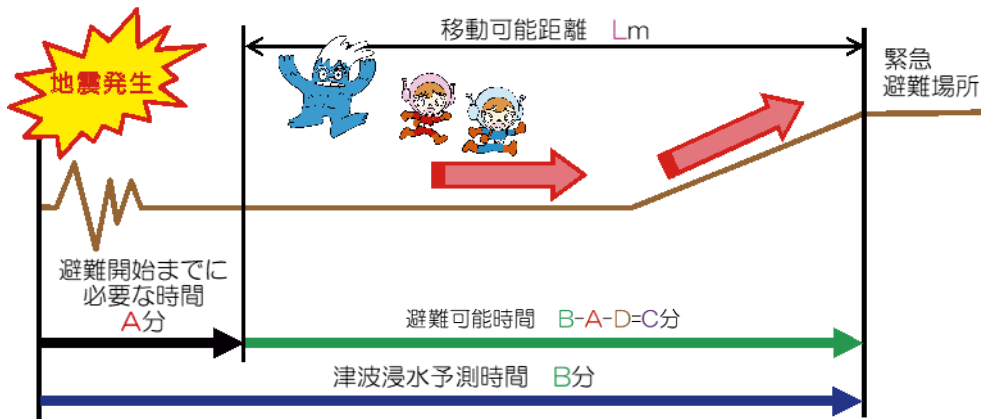 移動可能距離 Lm
地震発生
緊急
避難場所
避難開始までに
必要な時間
A分
避難可能時間 B-A-D=C分
津波浸水予測時間 B分